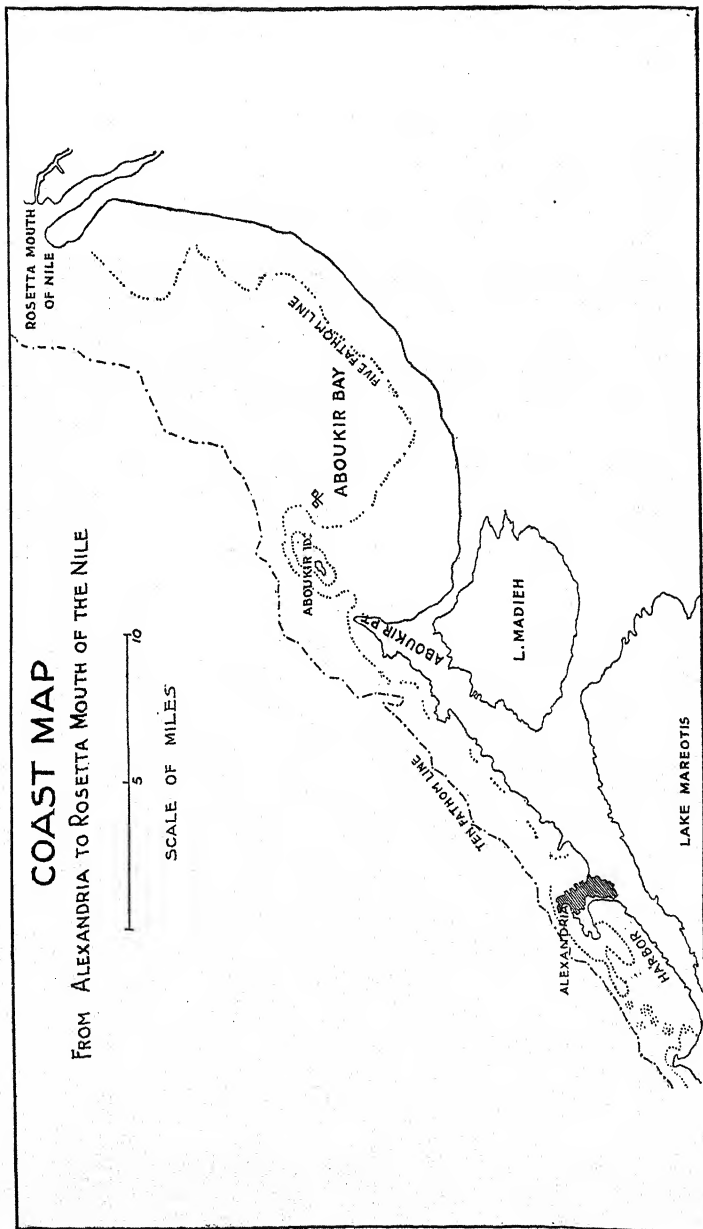 COAST MAP
FROM ALEXANDRIA TO ROSETTA MOUTH OF THE NILE
5
10
SCALE OF MILES
ROSETTA MOUTH
OF NILE
FIVE FATHOM LINE
ABOUKIR BAY
ABOUKIR ID.
ABOUKIR PT.
L. MADIEH
TEN FATHOM LINE
LAKE MAREOTIS
ALEXANDRIA
HARBOR